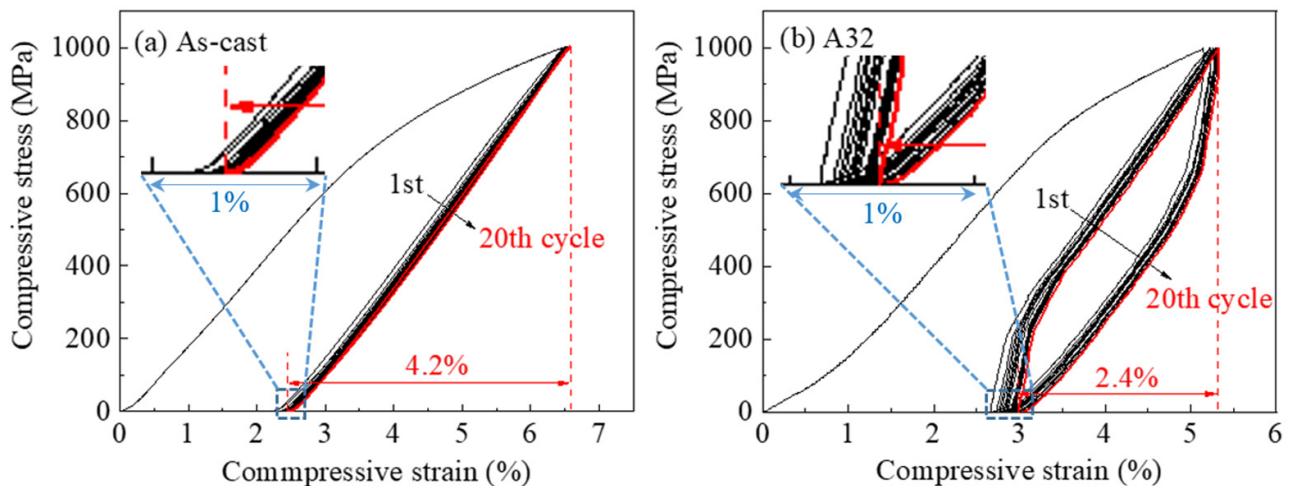 (a) As-cast
Compressive stress (MPa)
1000
800
600
400
200
0
1%
1st
20th cycle
4.2%
0 1 2 3 4 5 6 7
Commpressive strain (%)
(b) A32
Compressive stress (MPa)
1000
800
600
400
200
0
1%
1st
20th cycle
2.4%
0 1 2 3 4 5 6
Compressive strain (%)